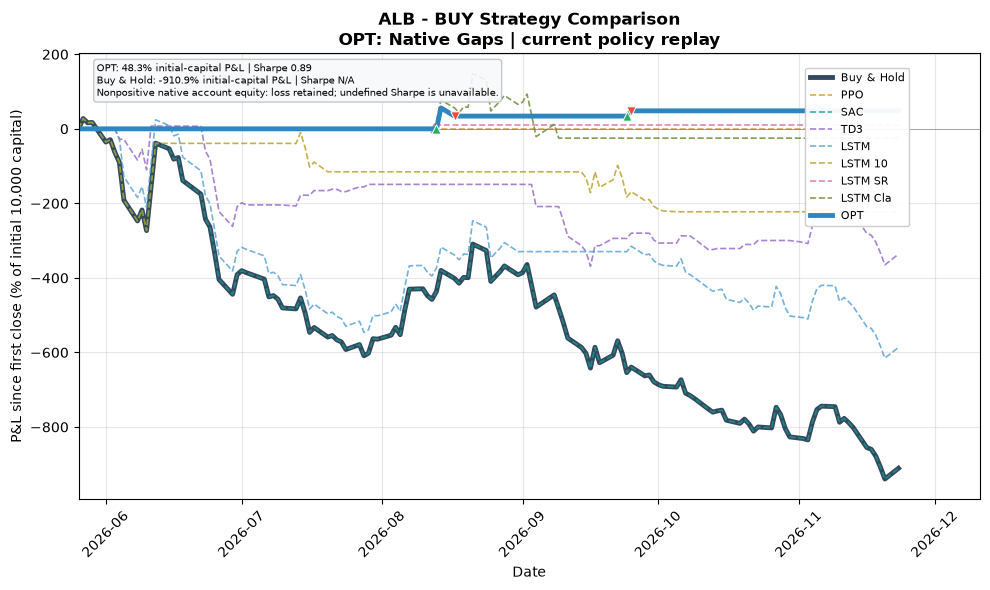 ALB - BUY Strategy Comparison
OPT: Native Gaps | current policy replay
OPT: 48.3% initial-capital P&L | Sharpe 0.89
Buy & Hold: -910.9% initial-capital P&L | Sharpe N/A
Nonpositive native account equity: loss retained; undefined Sharpe is unavailable.
Buy & Hold
PPO
SAC
TD3
LSTM
LSTM 10
LSTM SR
LSTM Cla
OPT
P&L since first close (% of initial 10,000 capital)
200
0
−200
−400
−600
−800
2026-06
2026-07
2026-08
2026-09
2026-10
2026-11
2026-12
Date